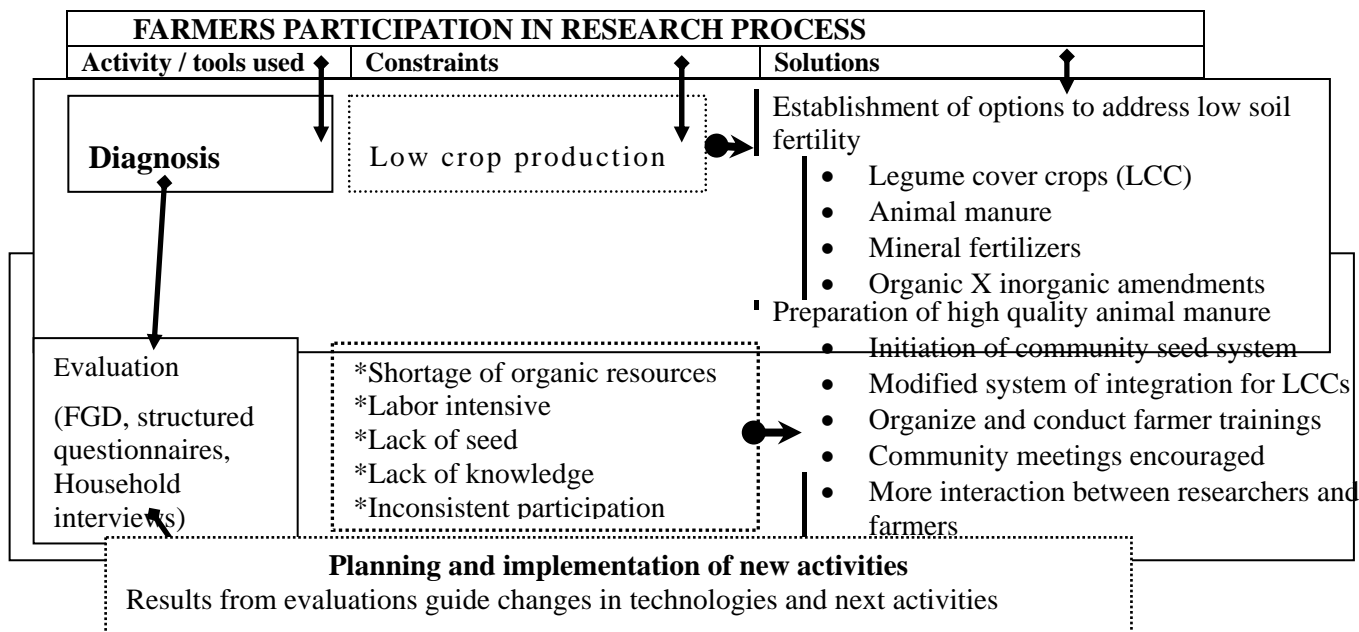 FARMERS PARTICIPATION IN RESEARCH PROCESS
Activity / tools used
Constraints
Solutions
Diagnosis
Low crop production
Establishment of options to address low soil
fertility
• Legume cover crops (LCC)
• Animal manure
• Mineral fertilizers
• Organic X inorganic amendments
Evaluation
(FGD, structured
questionnaires,
Household
interviews)
*Shortage of organic resources
*Labor intensive
*Lack of seed
*Lack of knowledge
*Inconsistent participation
Preparation of high quality animal manure
• Initiation of community seed system
• Modified system of integration for LCCs
• Organize and conduct farmer trainings
• Community meetings encouraged
• More interaction between researchers and
farmers
Planning and implementation of new activities
Results from evaluations guide changes in technologies and next activities